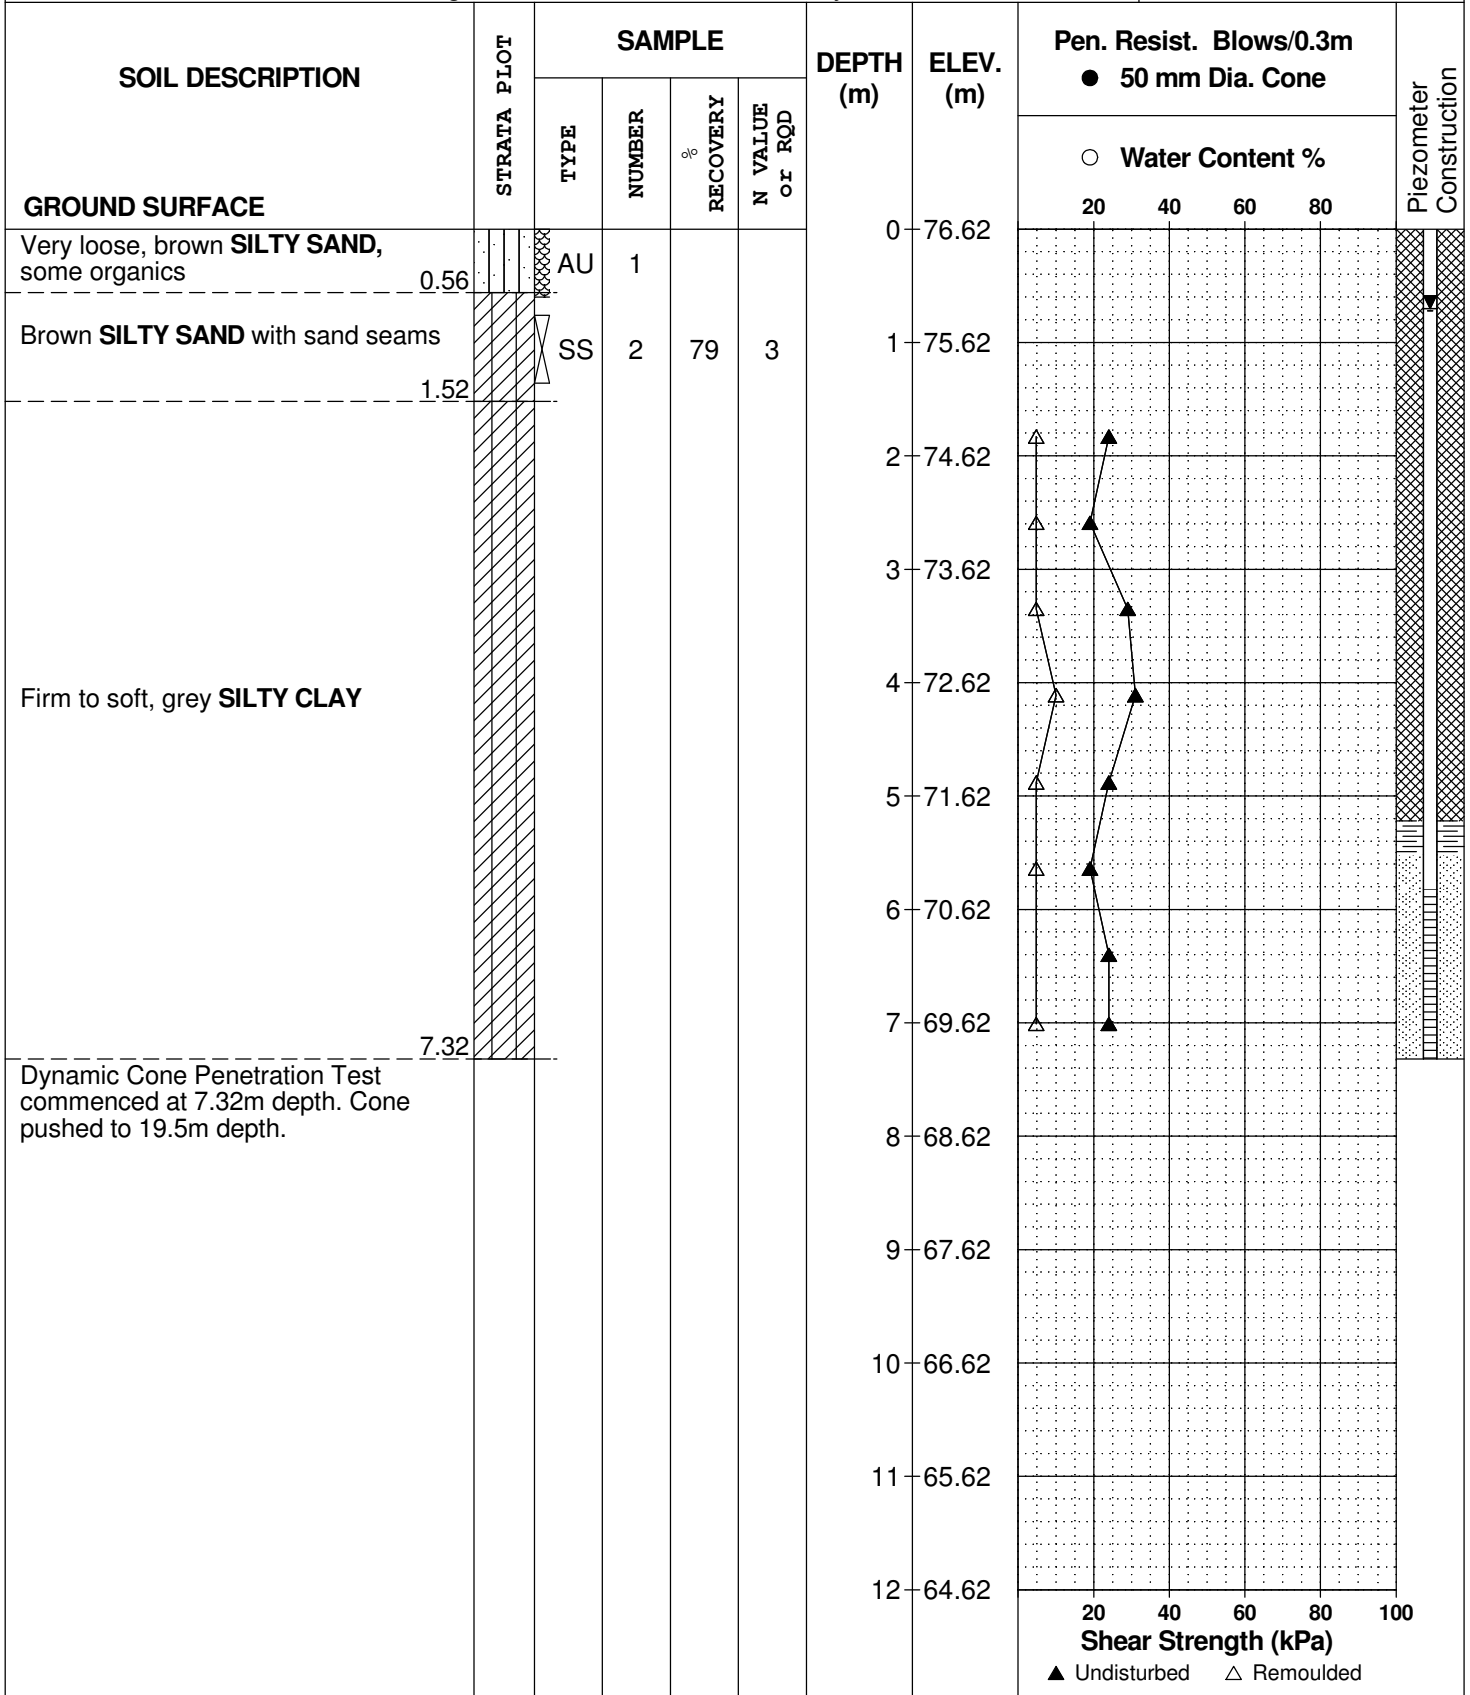 SOIL DESCRIPTION
GROUND SURFACE
STRATA PLOT
SAMPLE
TYPE
NUMBER
%
RECOVERY
N VALUE
or RQD
DEPTH
(m)
ELEV.
(m)
Pen. Resist. Blows/0.3m
● 50 mm Dia. Cone
○ Water Content %
20 40 60 80
Piezometer
Construction
Very loose, brown SILTY SAND,
some organics
0.56
AU 1
Brown SILTY SAND with sand seams
1.52
SS 2 79 3
Firm to soft, grey SILTY CLAY
7.32
Dynamic Cone Penetration Test
commenced at 7.32m depth. Cone
pushed to 19.5m depth.
0 76.62
1 75.62
2 74.62
3 73.62
4 72.62
5 71.62
6 70.62
7 69.62
8 68.62
9 67.62
10 66.62
11 65.62
12 64.62
20 40 60 80 100
Shear Strength (kPa)
▲ Undisturbed △ Remoulded